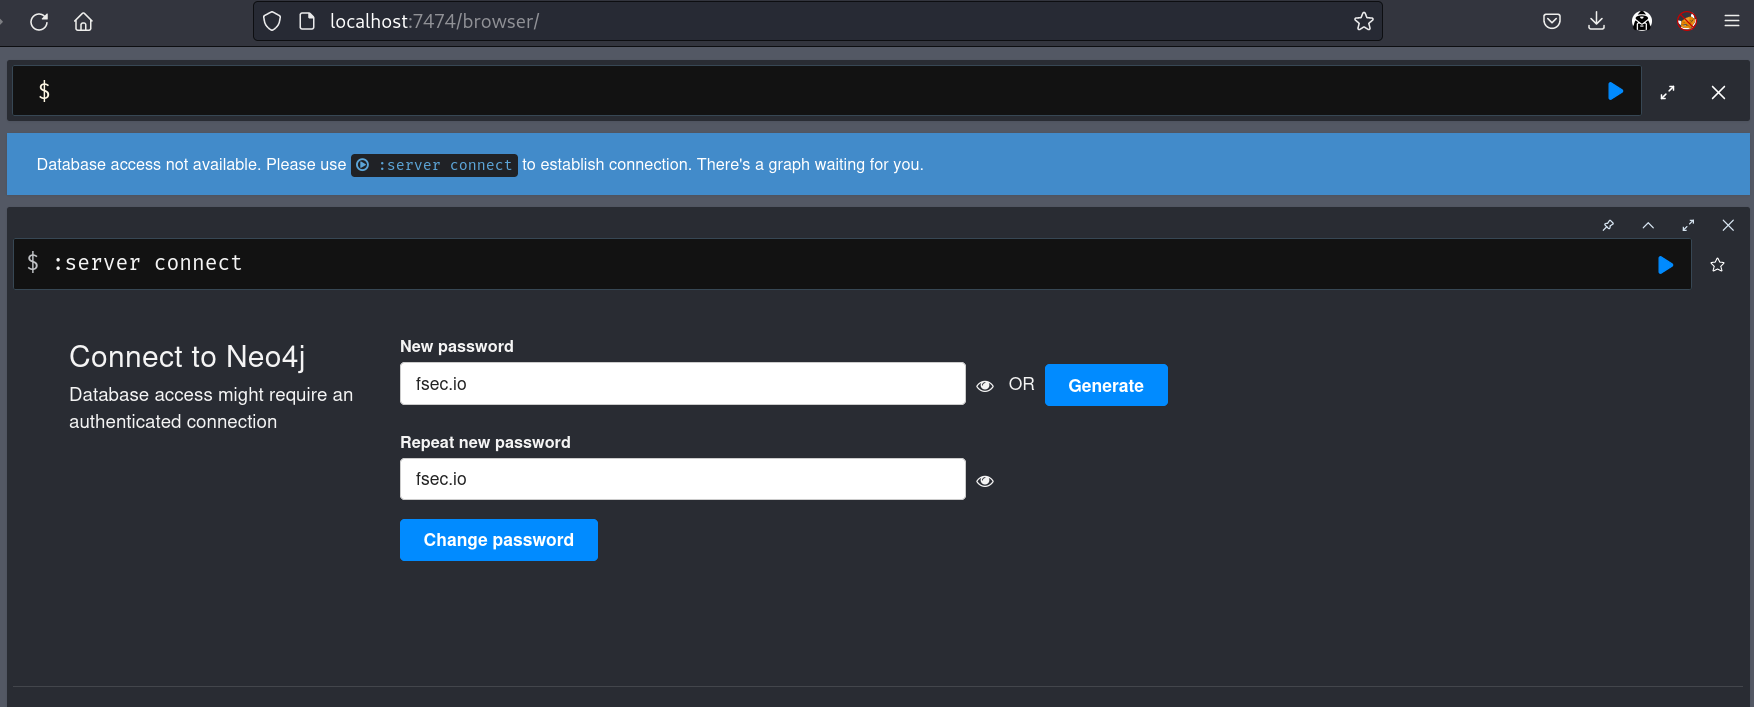 localhost:7474/browser/
$
Database access not available. Please use :server connect to establish connection. There's a graph waiting for you.
$ :server connect
Connect to Neo4j
Database access might require an
authenticated connection
New password
fsec.io
OR
Generate
Repeat new password
fsec.io
Change password